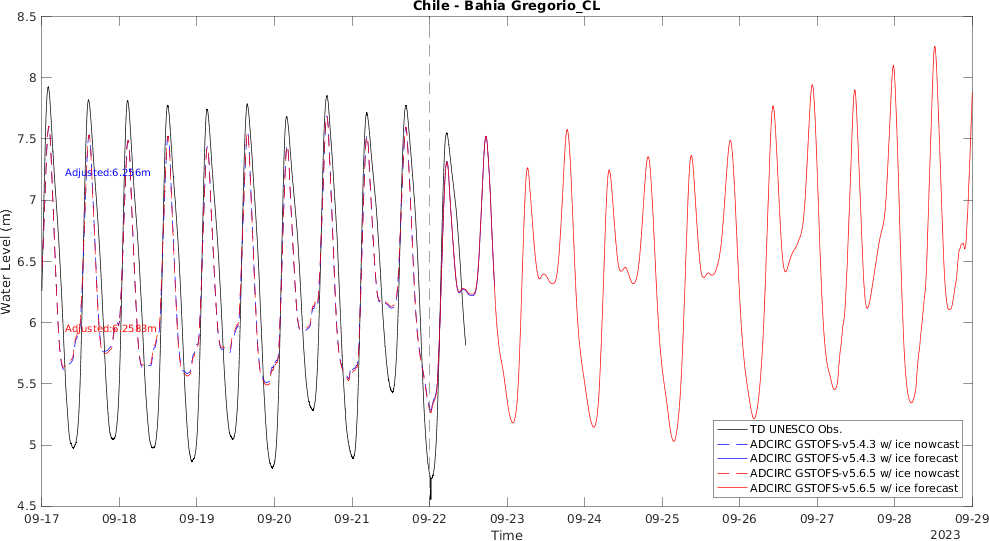 Chile - Bahia Gregorio_CL
8.5
8
7.5
7
6.5
6
5.5
5
4.5
Water Level (m)
Adjusted:6.256m
Adjusted:6.2583m
TD UNESCO Obs.
ADCIRC GSTOFS-v5.4.3 w/ ice nowcast
ADCIRC GSTOFS-v5.4.3 w/ ice forecast
ADCIRC GSTOFS-v5.6.5 w/ ice nowcast
ADCIRC GSTOFS-v5.6.5 w/ ice forecast
09-17 09-18 09-19 09-20 09-21 09-22 09-23 09-24 09-25 09-26 09-27 09-28 09-29
Time
2023